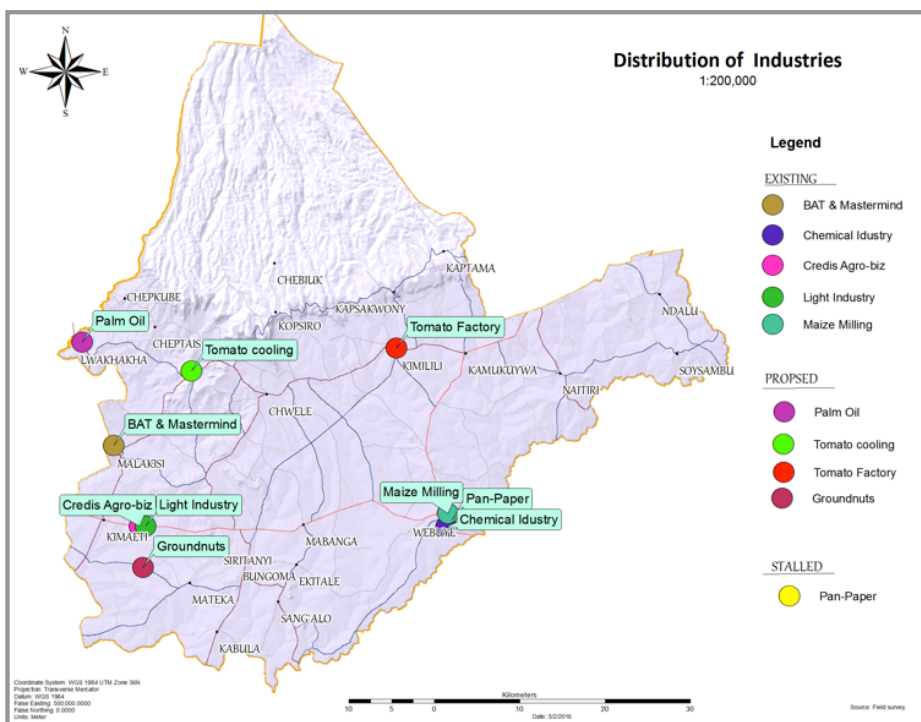 N
W
E
S
Distribution of Industries
1:200,000
Legend
EXISTING
BAT & Mastermind
Chemical Idustry
Credis Agro-biz
Light Industry
Maize Milling
PROPSED
Palm Oil
Tomato cooling
Tomato Factory
Groundnuts
STALLED
Pan-Paper
KAPTAMA
CHEBIUK
NDALU
CHEPKUBE
KAPSAKWONY
KOPSIRO
Palm Oil
Tomato Factory
CHEPTAIS
Tomato cooling
LWAKHAKHA
KIMILILI
KAMUKUYWA
SOYSAMBU
NAITIRI
CHWELE
BAT & Mastermind
MALAKISI
Maize Milling
Pan-Paper
Credis Agro-biz
Light Industry
Chemical Idustry
KIMAETI
WEBUYE
MABANGA
Groundnuts
SIRITANYI
BUNGOMA
EKITALE
MATEKA
SANG'ALO
KABULA
Coordinate System: WGS 1984 UTM Zone 36N
Projection: Transverse Mercator
Datum: WGS 1984
False Easting: 500,000.0000
False Northing: 0.0000
Units: Meter
Kilometers
10 5 0 10 20 30
Date: 3/2/2016
Source: Field survey.